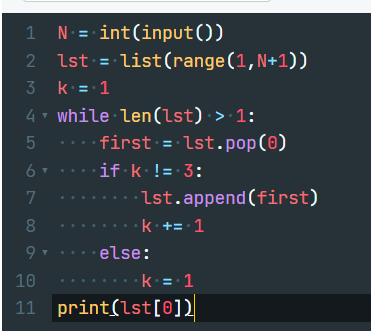 1 N = int(input())
2 lst = list(range(1,N+1))
3 k = 1
4 while len(lst) > 1:
5     first = lst.pop(0)
6     if k != 3:
7         lst.append(first)
8         k += 1
9     else:
10         k = 1
11 print(lst[0])